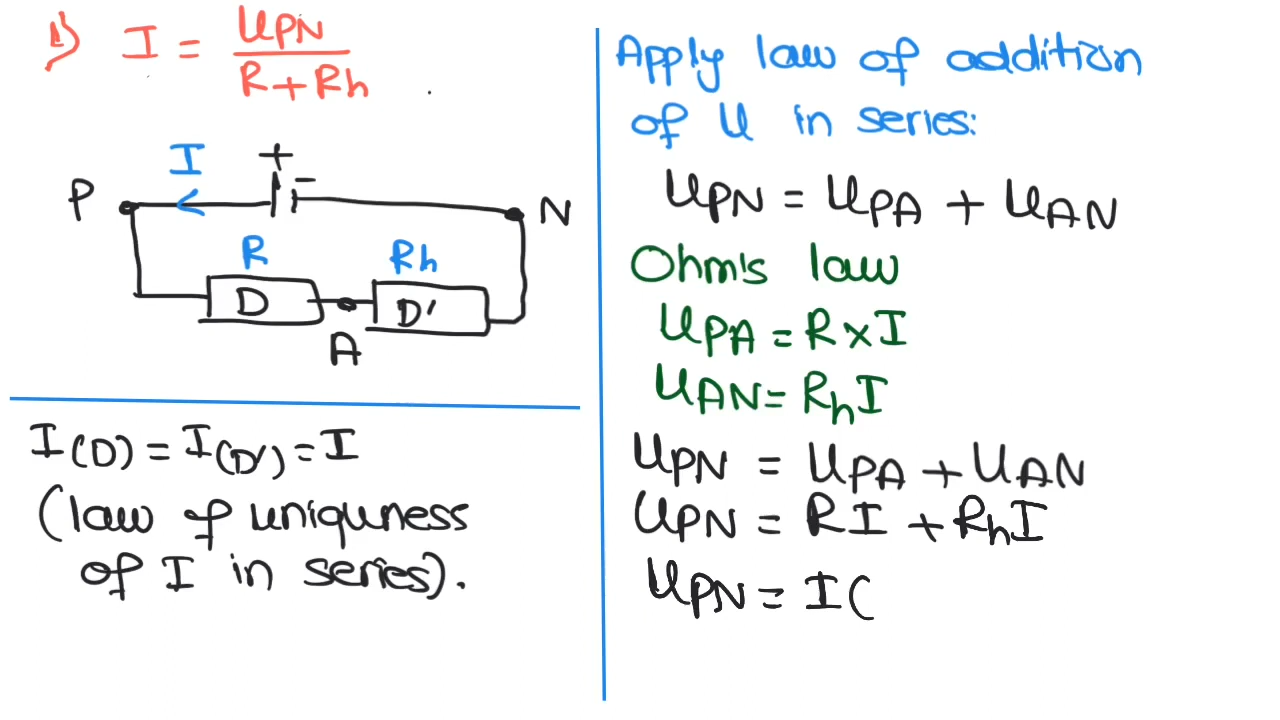 1) I = UPN / R + Rh
I
+
-
P
N
R
Rh
D
D'
A
I(D) = I(D') = I
(law of uniquness
of I in series).
Apply law of addition
of U in series:
UPN = UPA + UAN
Ohm's law
UPA = R x I
UAN = RhI
UPN = UPA + UAN
UPN = RI + RhI
UPN = I(